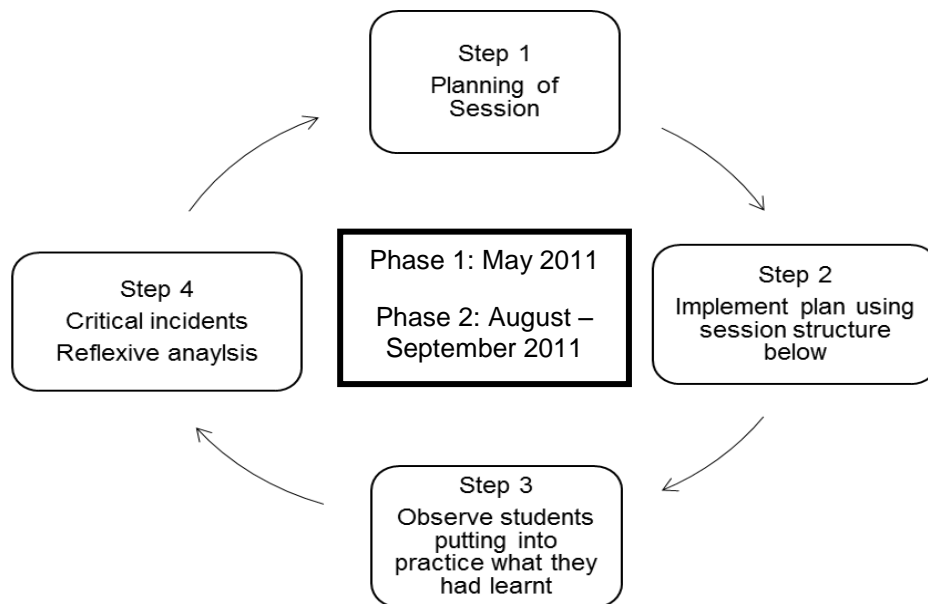 Step 1
Planning of
Session
Phase 1: May 2011
Phase 2: August –
September 2011
Step 2
Implement plan using
session structure
below
Step 3
Observe students
putting into
practice what they
had learnt
Step 4
Critical incidents
Reflexive anaylsis